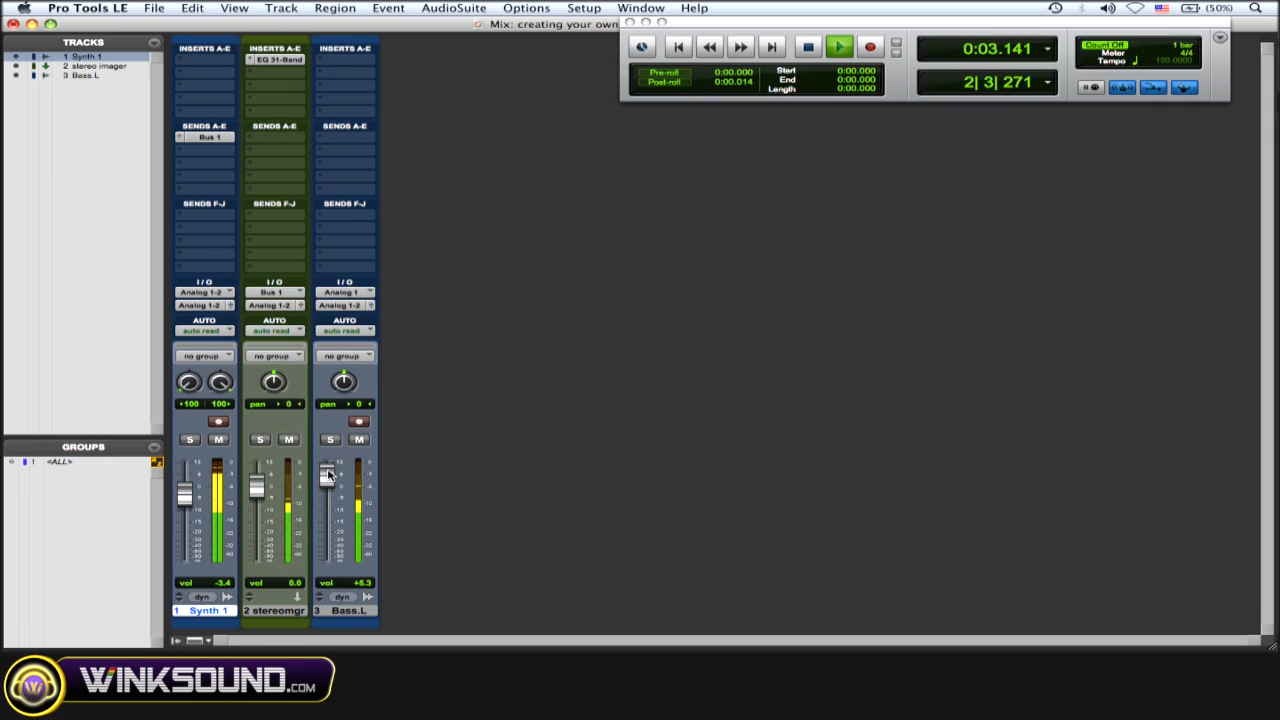 Pro Tools LE File Edit View Track Region Event AudioSuite Options Setup Window Help (50%)
Mix: creating your own
TRACKS
1 Synth 1
2 stereo imager
3 Bass.L
0:03.141
2| 3| 271
Pre-roll 0:00.000
Post-roll 0:00.014
Start 0:00.000
End 0:00.000
Length 0:00.000
Count Off 1 bar
Meter 4/4
Tempo 120.0000
INSERTS A-E INSERTS A-E INSERTS A-E
EQ 31-Band
SENDS A-E SENDS A-E SENDS A-E
Bus 1
SENDS F-J SENDS F-J SENDS F-J
I / O I / O I / O
Analog 1-2 Bus 1 Analog 1
Analog 1-2 Analog 1-2 Analog 1-2
AUTO AUTO AUTO
auto read auto read auto read
no group no group no group
100 100 pan 0 pan 0
S M S M S M
vol -3.4 vol 0.0 vol +5.3
dyn dyn
1 Synth 1 2 stereomgr 3 Bass.L
GROUPS
! <ALL>
WINKSOUND.COM